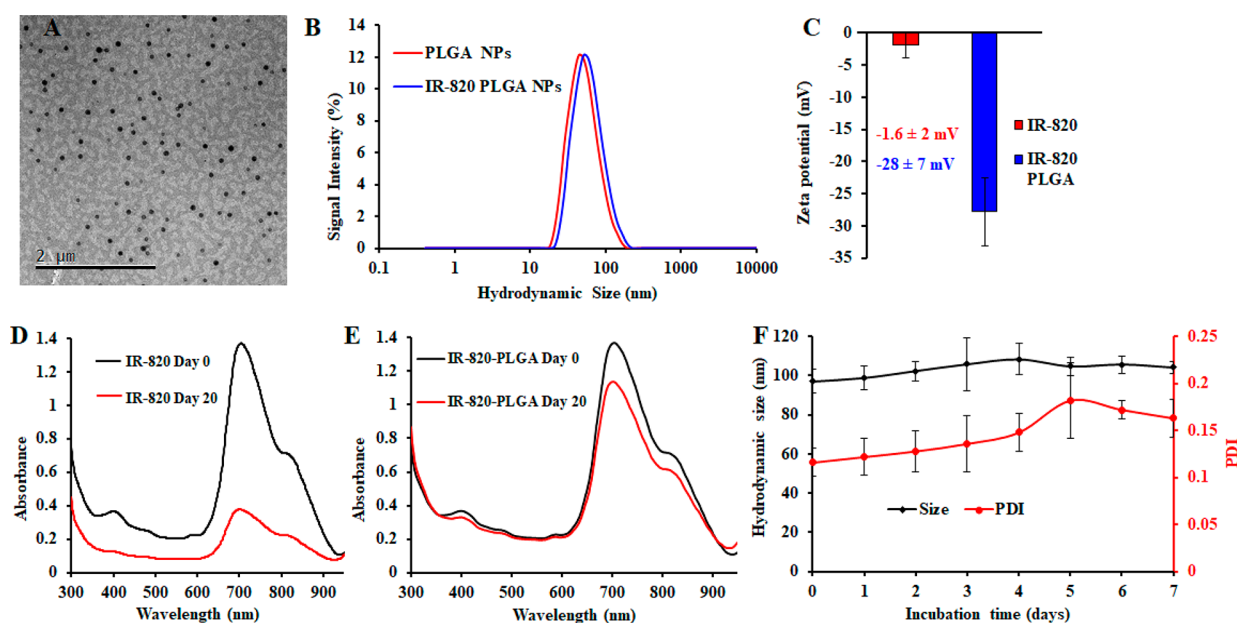 A
2 μm
B
14
12
10
8
6
4
2
0
Signal Intensity (%)
PLGA NPs
IR-820 PLGA NPs
0.1 1 10 100 1000 10000
Hydrodynamic Size (nm)
C
0
-5
-10
-15
-20
-25
-30
-35
Zeta potential (mV)
-1.6 ± 2 mV
-28 ± 7 mV
IR-820
IR-820
PLGA
D
1.4
1.2
1
0.8
0.6
0.4
0.2
0
Absorbance
IR-820 Day 0
IR-820 Day 20
300 400 500 600 700 800 900
Wavelength (nm)
E
1.4
1.2
1
0.8
0.6
0.4
0.2
0
Absorbance
IR-820-PLGA Day 0
IR-820-PLGA Day 20
300 400 500 600 700 800 900
Wavelength (nm)
F
120
100
80
60
40
20
0
Hydrodynamic size (nm)
Size
PDI
0.25
0.2
0.15
0.1
0.05
0
PDI
0 1 2 3 4 5 6 7
Incubation time (days)